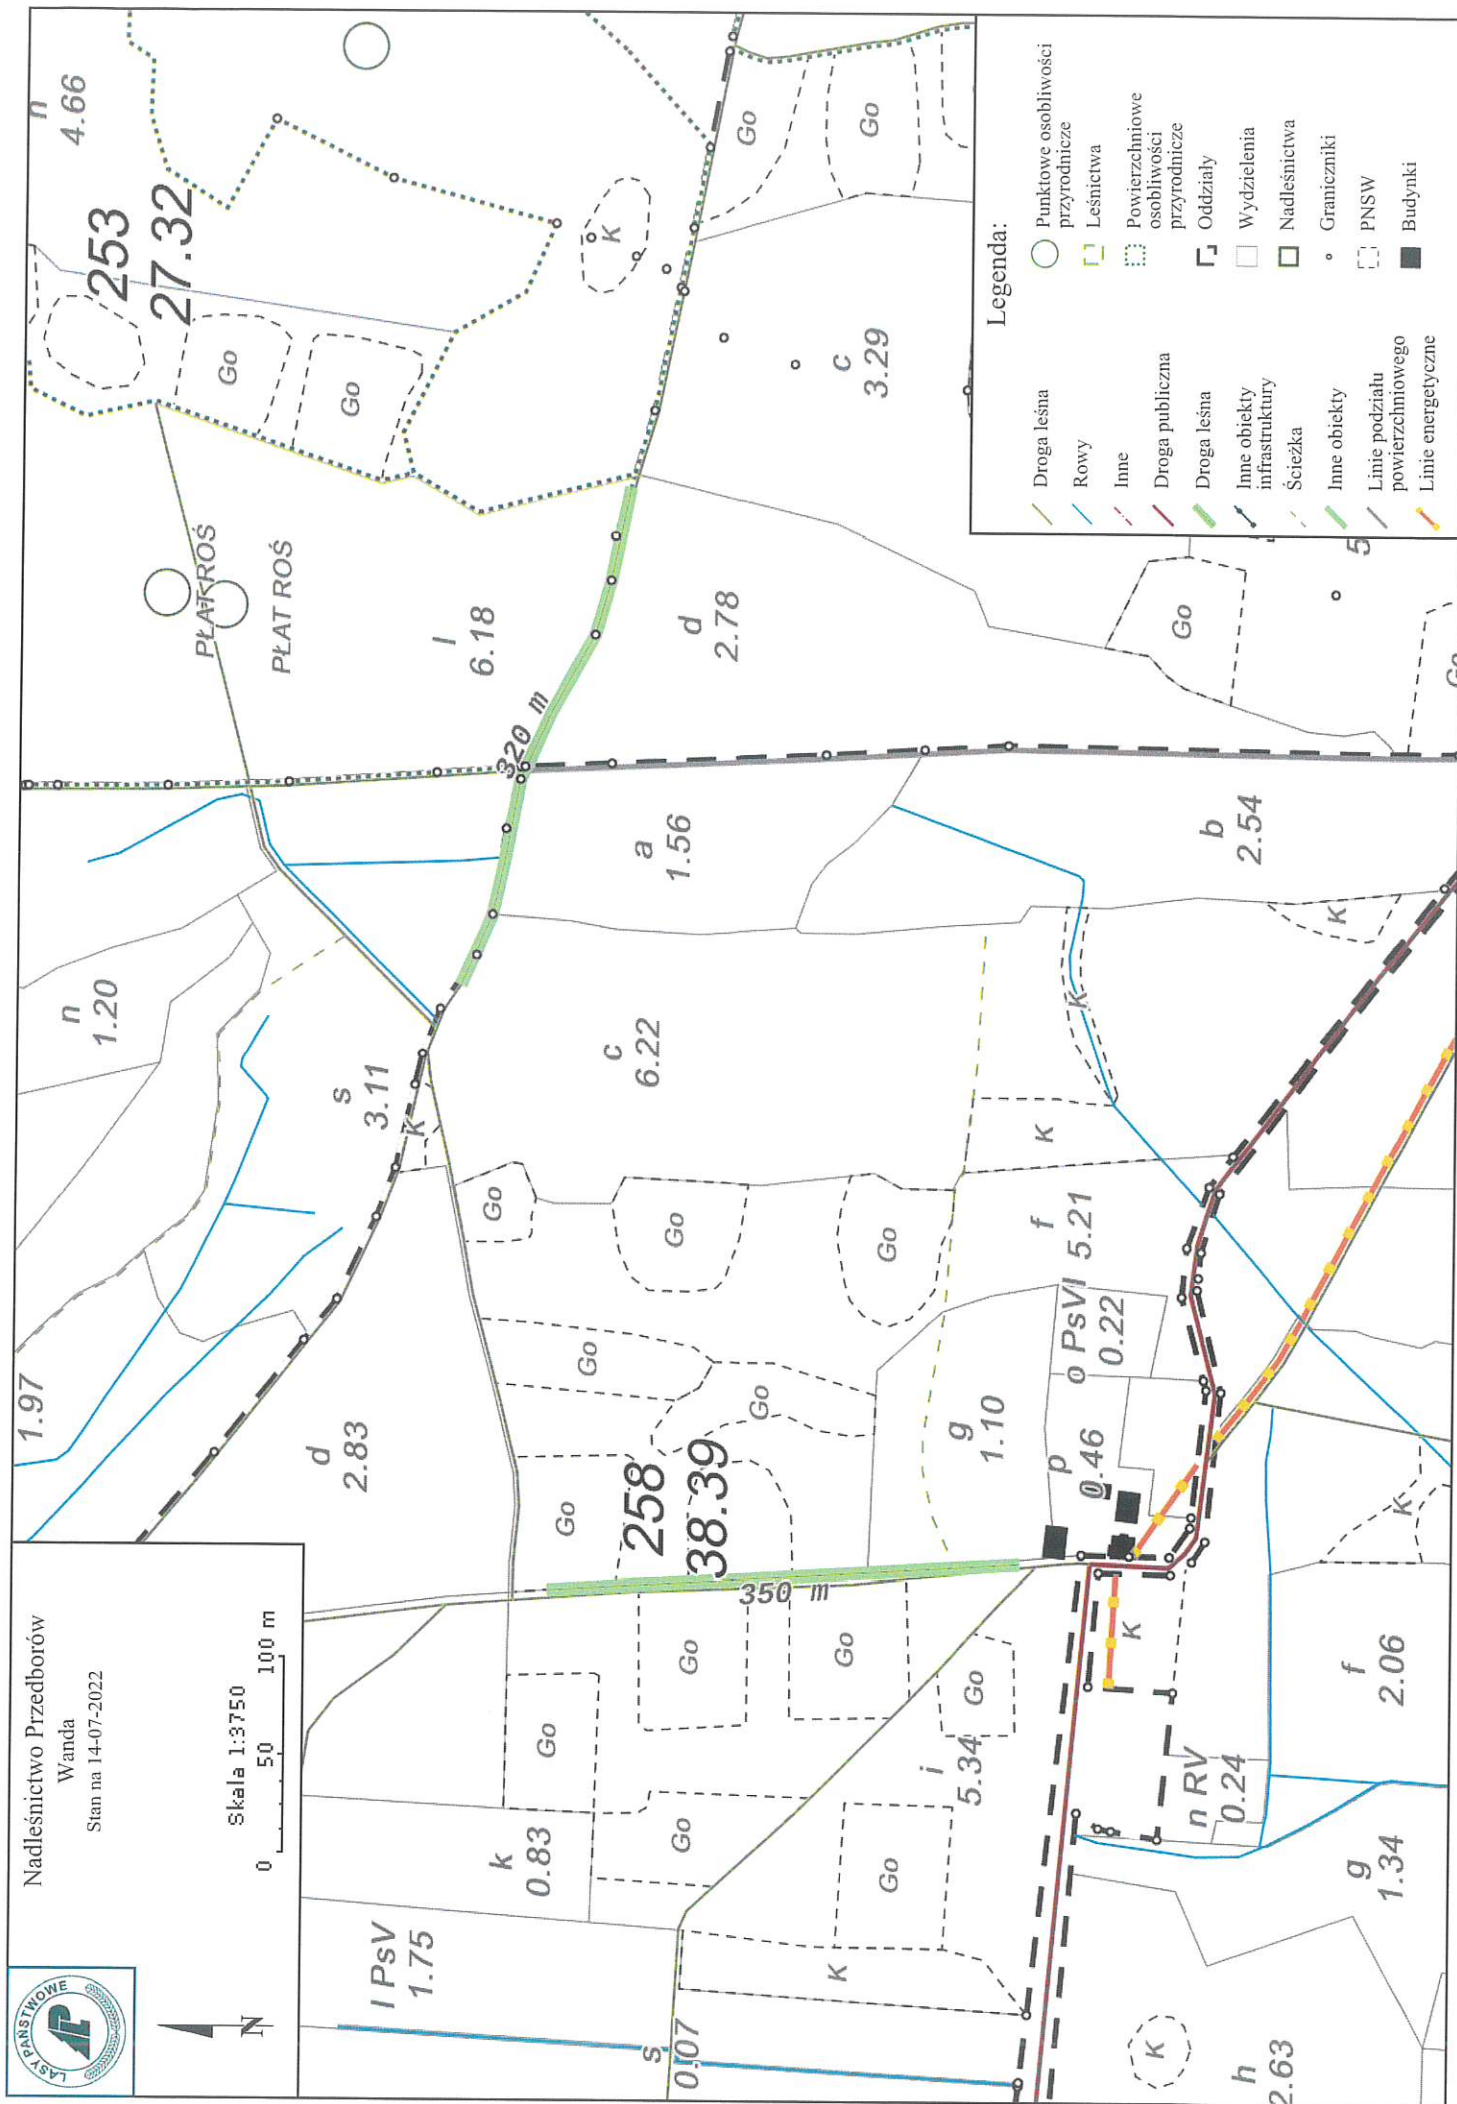 LASY PAŃSTWOWE
Nadleśnictwo Przedborów
Wanda
Stan na 14-07-2022
Skala 1:3750
0 50 100 m
N
1.97
n
1.20
n
4.66
253
27.32
Go
Go
PŁAT ROŚ
PŁAT ROŚ
l
6.18
K
Go
Go
s
3.11
K
d
2.83
320 m
a
1.56
d
2.78
c
3.29
c
6.22
Go
Go
Go
Go
Go
Go
258
38.39
350 m
l PsV
1.75
k
0.83
Go
Go
Go
Go
Go
Go
K
i
5.34
s
0.07
g
1.10
f
5.21
o PsVI
0.22
p
0.46
K
K
K
b
2.54
Go
Go
5
K
n RV
0.24
f
2.06
K
g
1.34
K
h
2.63
Legenda:
Droga leśna
Rowy
Inne
Droga publiczna
Droga leśna
Inne obiekty
infrastruktury
Ścieżka
Inne obiekty
Linie podziału
powierzchniowego
Linie energetyczne
Punktowe osobliwości
przyrodnicze
Leśnictwa
Powierzchniowe
osobliwości
przyrodnicze
Oddziały
Wydzielenia
Nadleśnictwa
Graniczniki
PNSW
Budynki